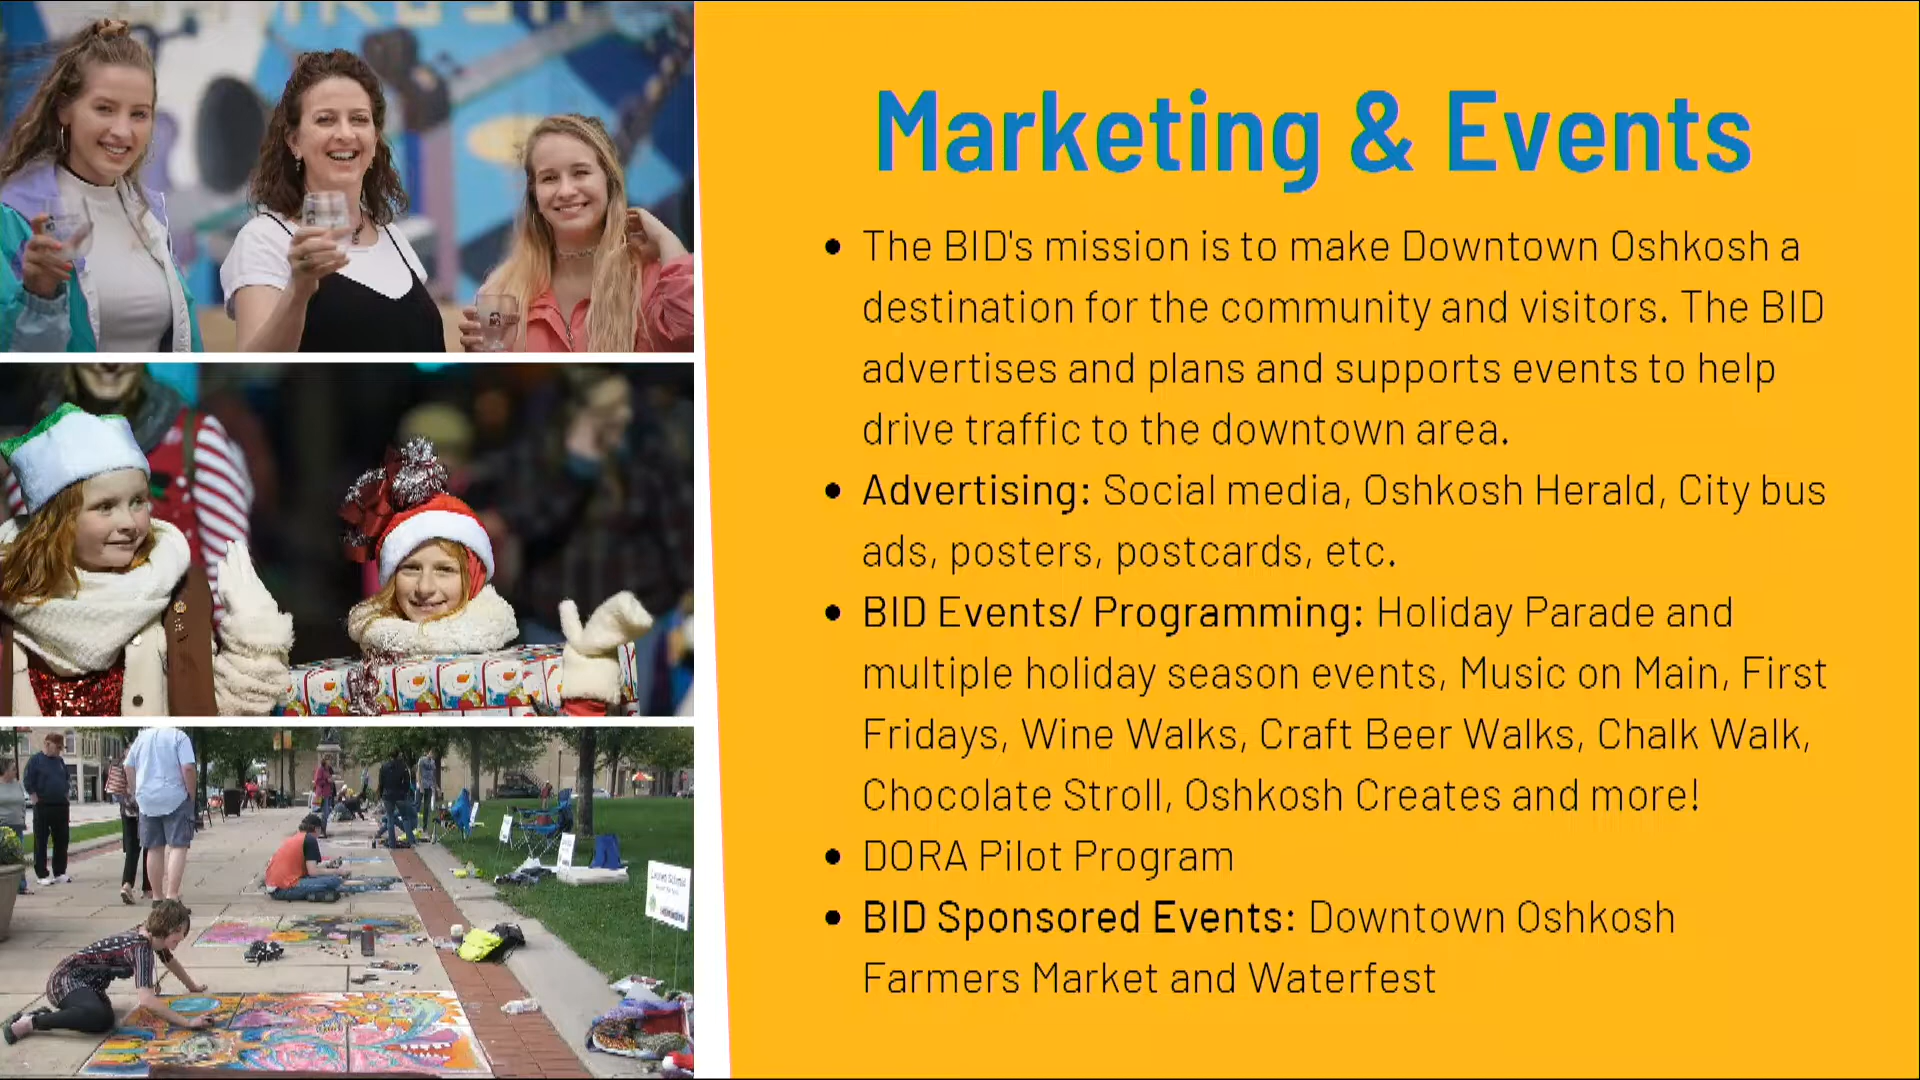 Marketing & Events
• The BID's mission is to make Downtown Oshkosh a
destination for the community and visitors. The BID
advertises and plans and supports events to help
drive traffic to the downtown area.
• Advertising: Social media, Oshkosh Herald, City bus
ads, posters, postcards, etc.
• BID Events/ Programming: Holiday Parade and
multiple holiday season events, Music on Main, First
Fridays, Wine Walks, Craft Beer Walks, Chalk Walk,
Chocolate Stroll, Oshkosh Creates and more!
• DORA Pilot Program
• BID Sponsored Events: Downtown Oshkosh
Farmers Market and Waterfest